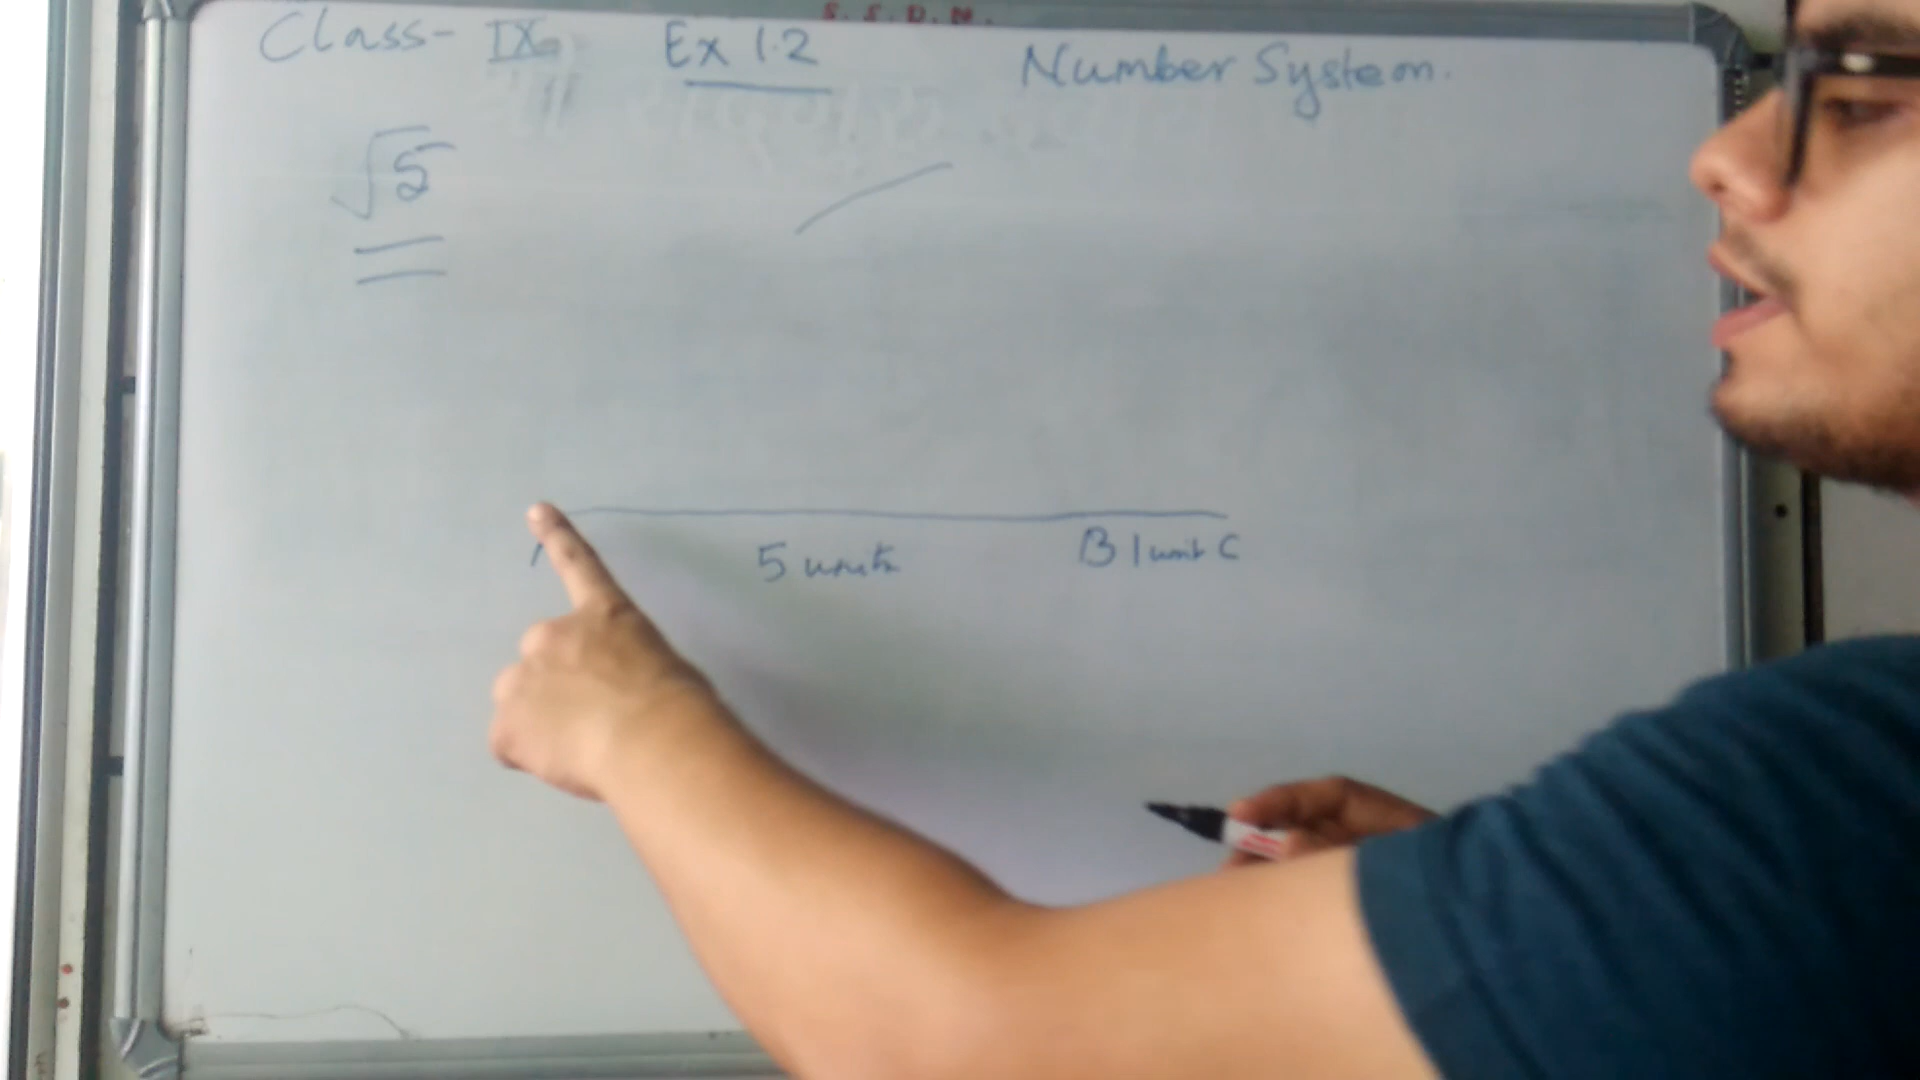 S.S.D.N.
Class- IX Ex 1.2 Number System.
√5
A 5 units B 1 unit C